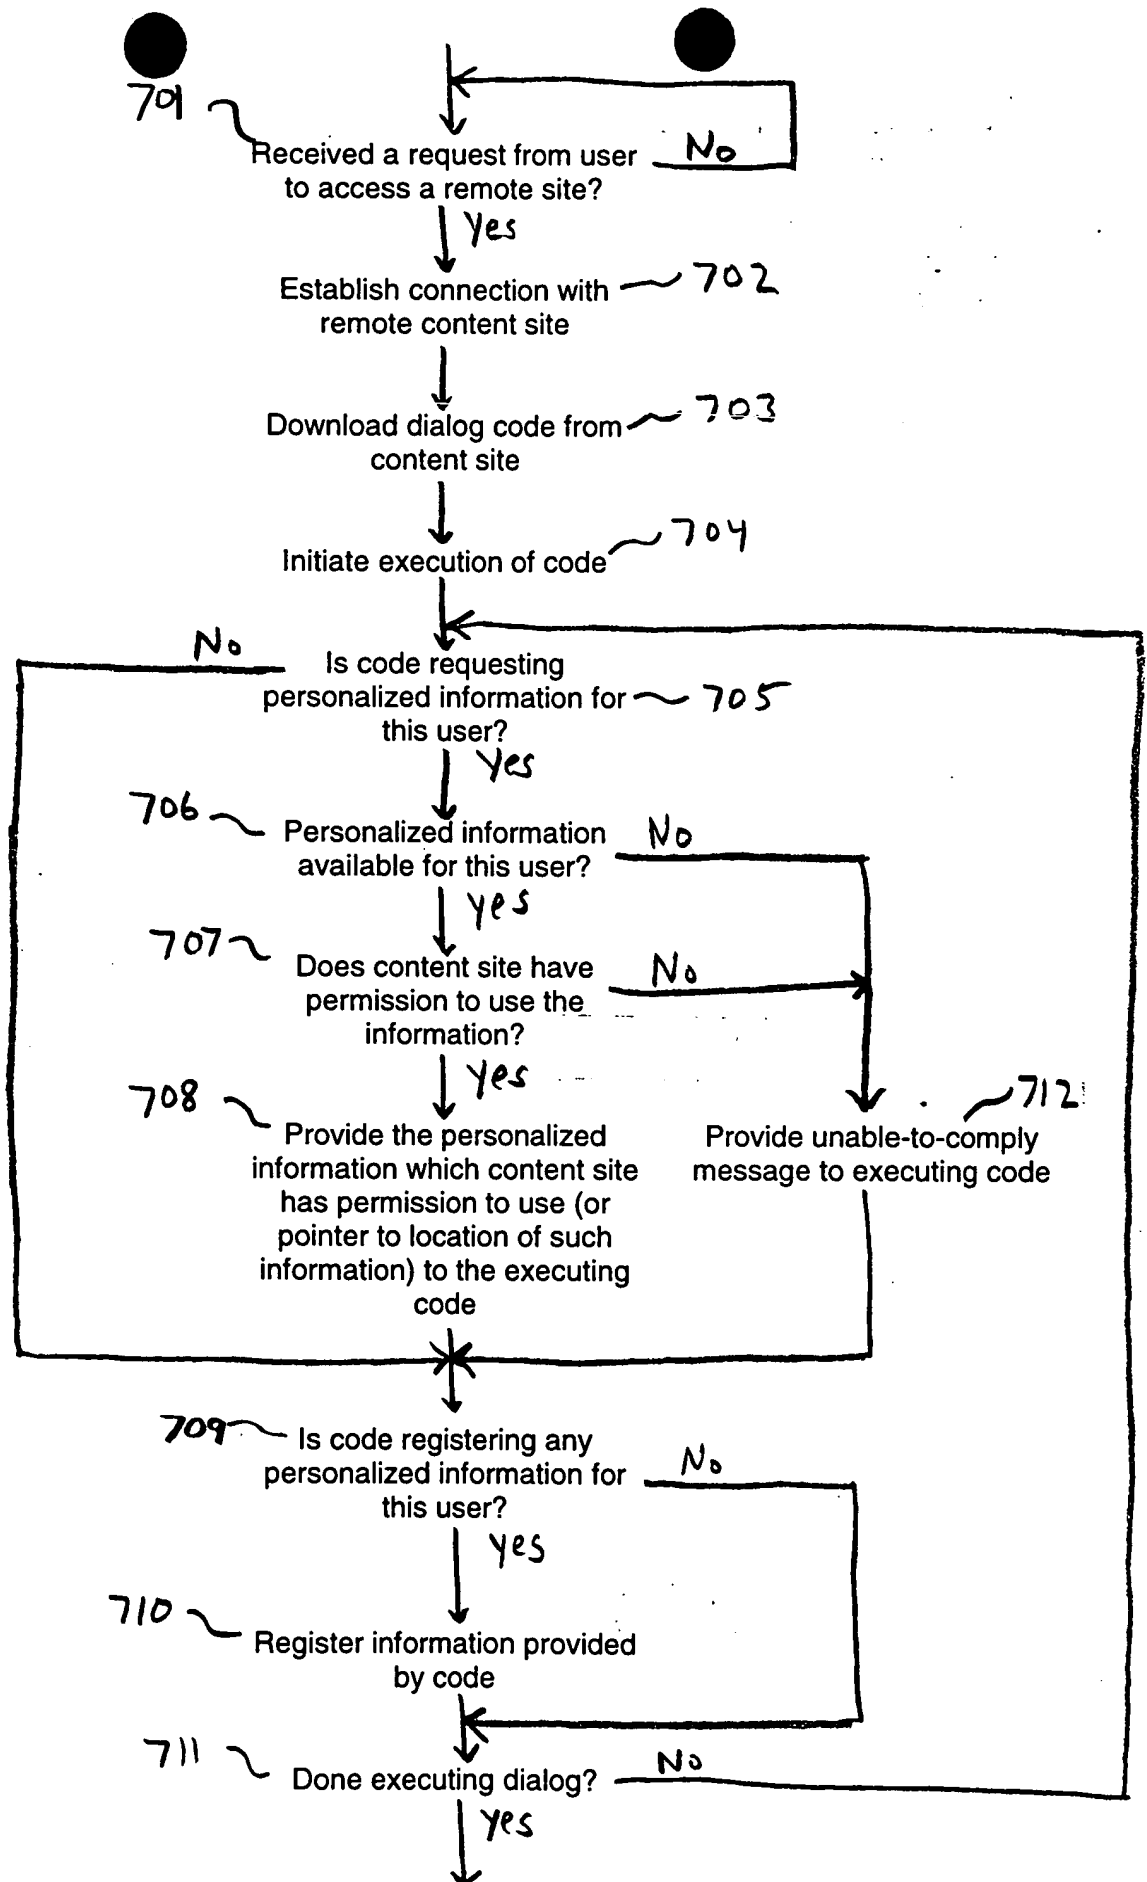 701
Received a request from user
to access a remote site?
No
Yes
Establish connection with
remote content site
702
Download dialog code from
content site
703
Initiate execution of code
704
No
Is code requesting
personalized information for
this user?
705
Yes
706
Personalized information
available for this user?
No
yes
707
Does content site have
permission to use the
information?
No
yes
708
Provide the personalized
information which content site
has permission to use (or
pointer to location of such
information) to the executing
code
712
Provide unable-to-comply
message to executing code
709
Is code registering any
personalized information for
this user?
No
yes
710
Register information provided
by code
711
Done executing dialog?
No
yes